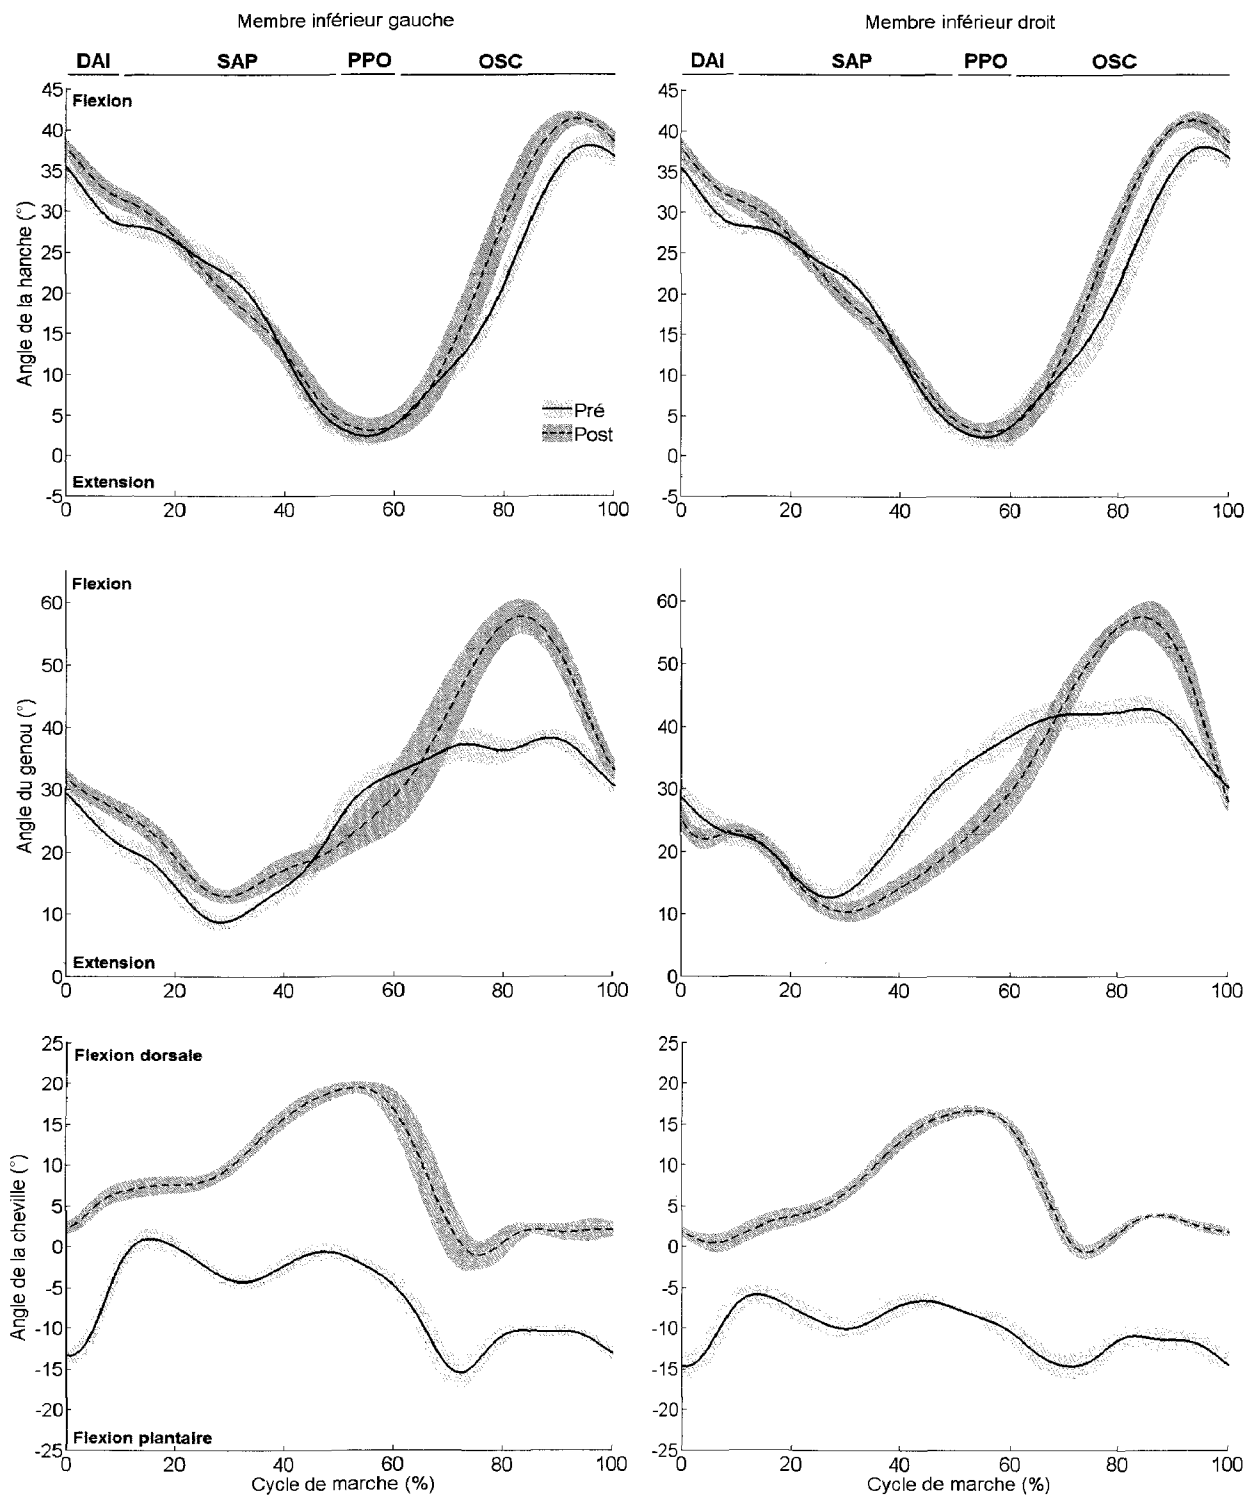 Membre inférieur gauche
Membre inférieur droit
DAI SAP PPO OSC
DAI SAP PPO OSC
Flexion
45
40
35
30
25
20
15
10
5
0
-5
Angle de la hanche (°)
Pré
Post
Extension
0 20 40 60 80 100
45
40
35
30
25
20
15
10
5
0
-5
0 20 40 60 80 100
Flexion
60
50
40
30
20
10
0
Angle du genou (°)
Extension
0 20 40 60 80 100
60
50
40
30
20
10
0
0 20 40 60 80 100
Flexion dorsale
25
20
15
10
5
0
-5
-10
-15
-20
-25
Angle de la cheville (°)
Flexion plantaire
0 20 40 60 80 100
Cycle de marche (%)
25
20
15
10
5
0
-5
-10
-15
-20
-25
0 20 40 60 80 100
Cycle de marche (%)